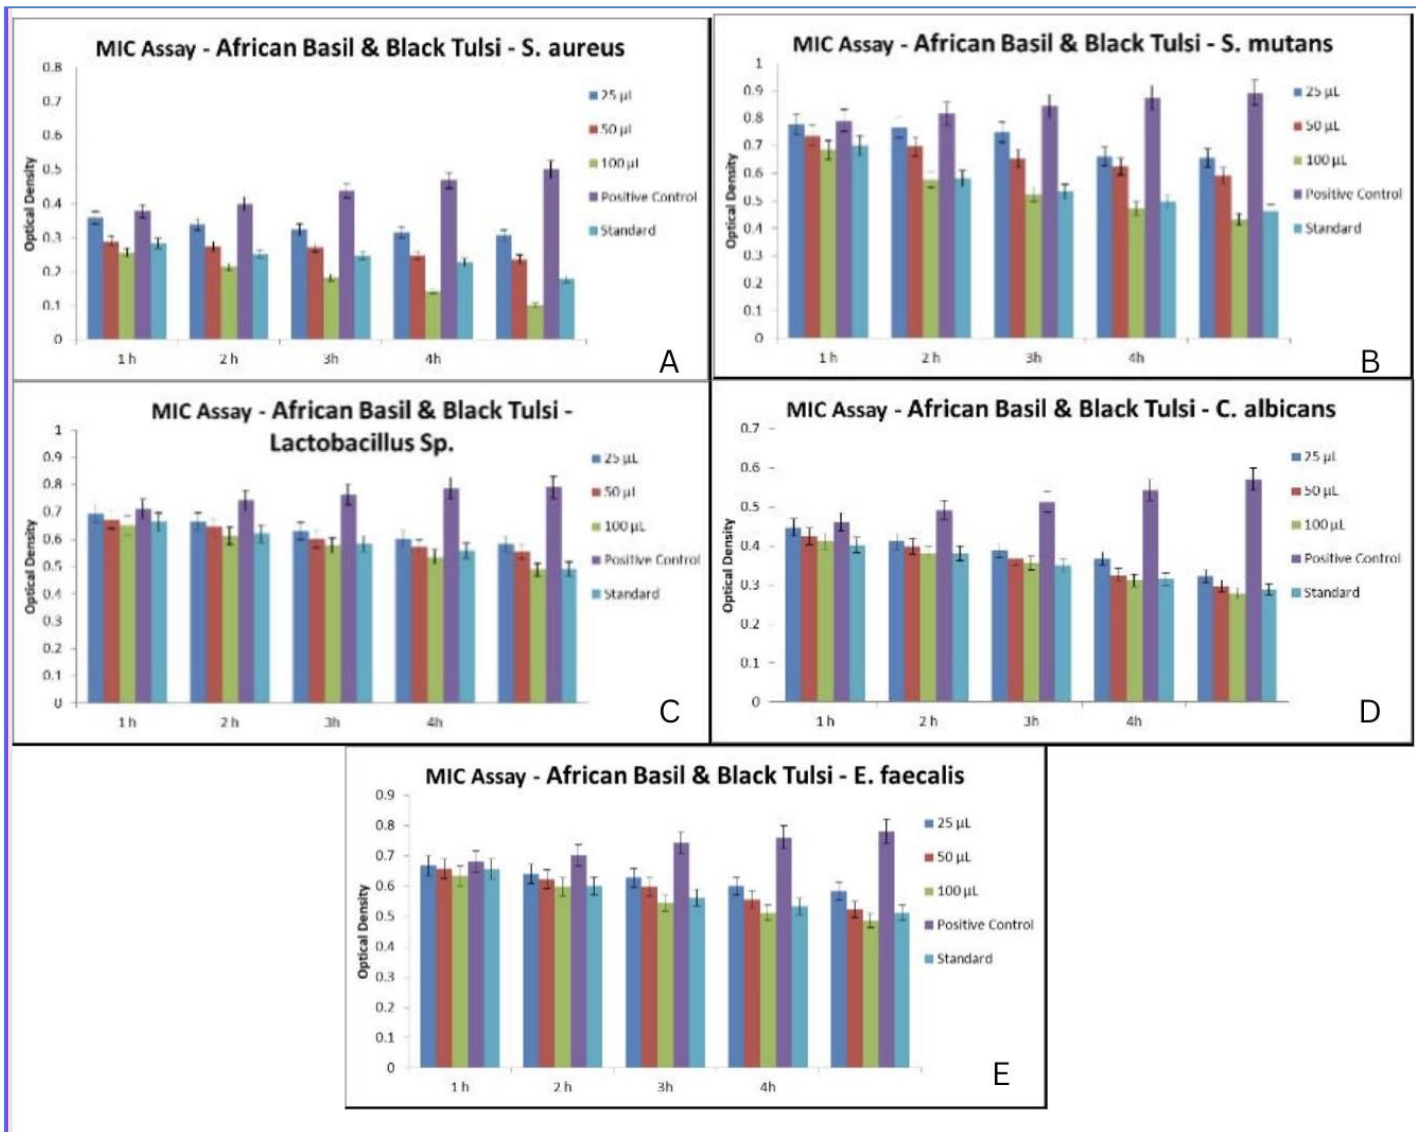 MIC Assay - African Basil & Black Tulsi - S. aureus
0.8
0.7
0.6
0.5
0.4
0.3
0.2
0.1
0
Optical Density
1 h
2 h
3h
4h
25 µl
50 µl
100 µl
Positive Control
Standard
A
MIC Assay - African Basil & Black Tulsi - S. mutans
1
0.9
0.8
0.7
0.6
0.5
0.4
0.3
0.2
0.1
0
Optical Density
1 h
2 h
3h
4h
25 µL
50 µL
100 µL
Positive Control
Standard
B
MIC Assay - African Basil & Black Tulsi -
Lactobacillus Sp.
1
0.9
0.8
0.7
0.6
0.5
0.4
0.3
0.2
0.1
0
Optical Density
1 h
2 h
3h
4h
25 µL
50 µl
100 µL
Positive Control
Standard
C
MIC Assay - African Basil & Black Tulsi - C. albicans
0.7
0.6
0.5
0.4
0.3
0.2
0.1
0
Optical Density
1 h
2 h
3h
4h
25 µL
50 µL
100 µL
Positive Control
Standard
D
MIC Assay - African Basil & Black Tulsi - E. faecalis
0.9
0.8
0.7
0.6
0.5
0.4
0.3
0.2
0.1
0
Optical Density
1 h
2 h
3h
4h
25 µL
50 µL
100 µL
Positive Control
Standard
E